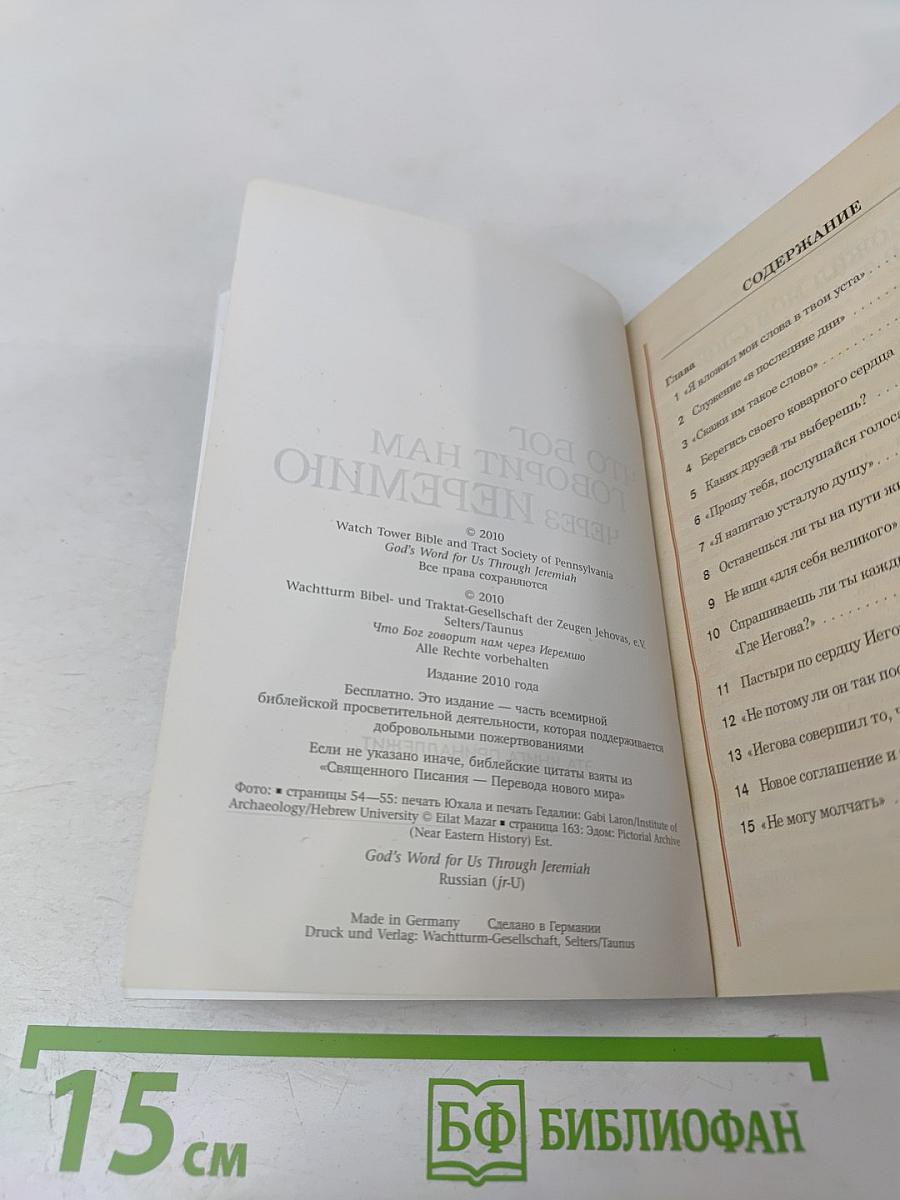 © 2010
Watch Tower Bible and Tract Society of Pennsylvania
God's Word for Us Through Jeremiah
Все права сохраняются
© 2010
Wachtturm Bibel- und Traktat-Gesellschaft der Zeugen Jehovas, e.V.
Selters/Taunus
Что Бог говорит нам через Иеремию
Alle Rechte vorbehalten
Издание 2010 года
Бесплатно. Это издание — часть всемирной
библейской просветительной деятельности, которая поддерживается
добровольными пожертвованиями
Если не указано иначе, библейские цитаты взяты из
«Священного Писания — Перевода нового мира»
Фото: ▪ страницы 54—55: печать Юхала и печать Гедалии: Gabi Laron/Institute of
Archaeology/Hebrew University © Eilat Mazar ▪ страница 163: Эдом: Pictorial Archive
(Near Eastern History) Est.
God's Word for Us Through Jeremiah
Russian (jr-U)
Made in Germany Сделано в Германии
Druck und Verlag: Wachtturm-Gesellschaft, Selters/Taunus
ЧТО БОГ
ГОВОРИТ НАМ
ЧЕРЕЗ ИЕРЕМИЮ
ЭТА КНИГА ПРИНАДЛЕЖИТ
СОДЕРЖАНИЕ
Глава
1 «Я вложил мои слова в твои уста» . . . .
2 Служение «в последние дни» . . . . . .
3 «Скажи им такое слово» . . . . . . . . .
4 Берегись своего коварного сердца
5 Каких друзей ты выберешь? . . .
6 «Прошу тебя, послушайся голоса
7 «Я напитаю усталую душу» . . . .
8 Останешься ли ты на пути
9 Не ищи «для себя великого»
10 Спрашиваешь ли ты
«Где Иегова?» . . . . . . . . .
11 Пастыри по сердцу
12 «Не потому ли он так
13 «Иегова совершил то,
14 Новое соглашение и
15 «Не могу молчать» . .
15 см
БФ БИБЛИОФАН